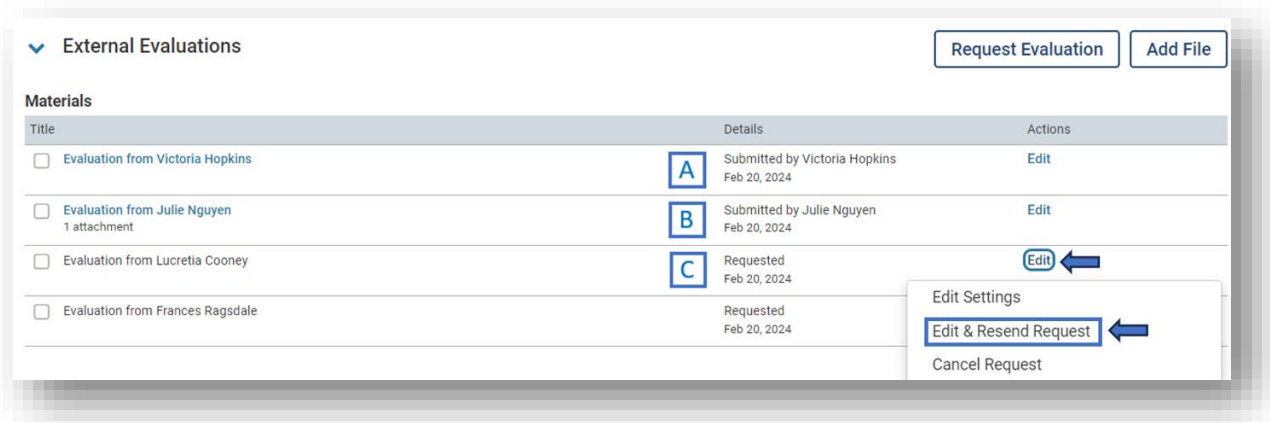 External Evaluations
Request Evaluation
Add File
Materials
Title
Details
Actions
Evaluation from Victoria Hopkins
A
Submitted by Victoria Hopkins
Feb 20, 2024
Edit
Evaluation from Julie Nguyen
1 attachment
B
Submitted by Julie Nguyen
Feb 20, 2024
Edit
Evaluation from Lucretia Cooney
C
Requested
Feb 20, 2024
Edit
Evaluation from Frances Ragsdale
Requested
Feb 20, 2024
Edit Settings
Edit & Resend Request
Cancel Request